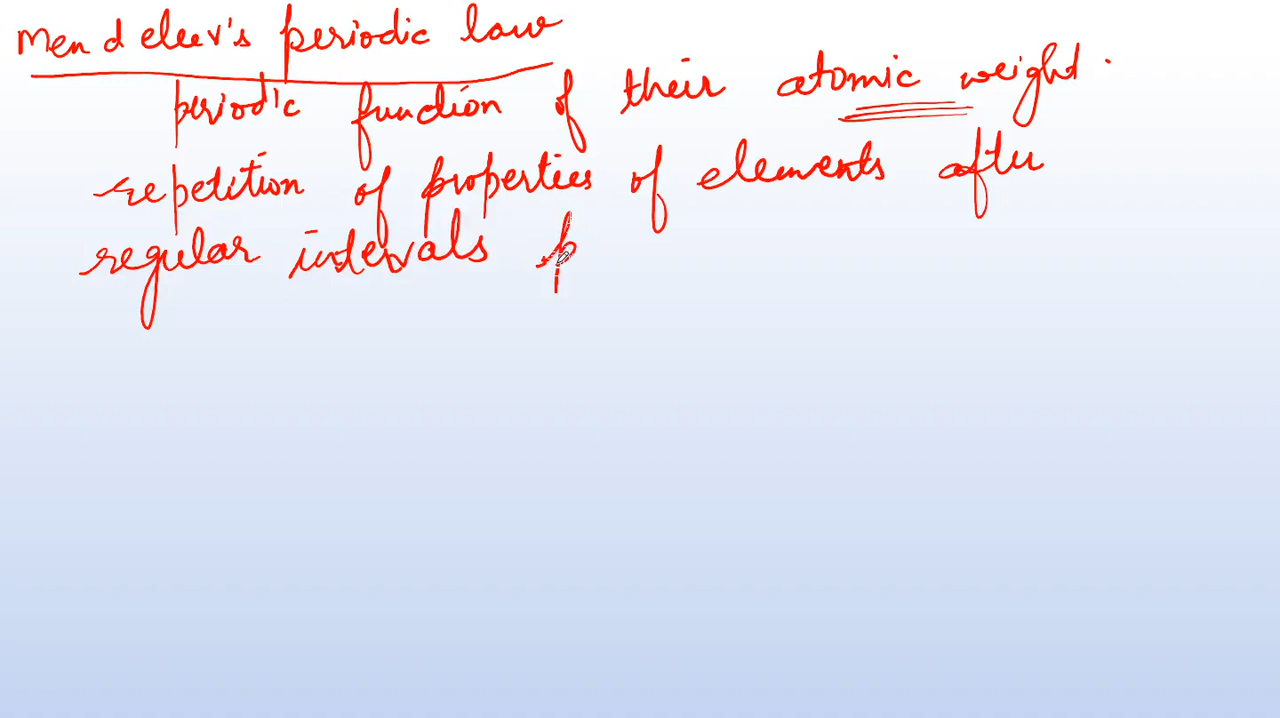 Mendeleev's periodic law
periodic function of their atomic weight.
repetition of properties of elements after
regular intervals p